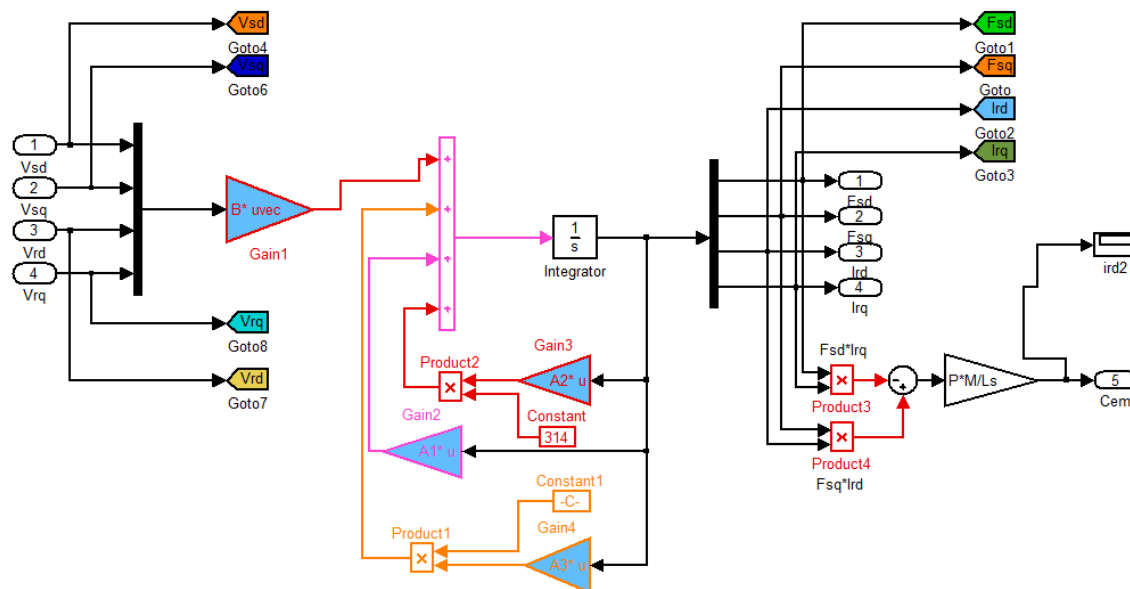 Vsd
Goto4
Vsq
Goto6
1
Vsd
2
Vsq
3
Vrd
4
Vrq
B* uvec
Gain1
Vrq
Goto8
Vrd
Goto7
+
+
+
+
1
s
Integrator
Gain3
Product2
×
A2* u
Constant
314
Gain2
A1* u
Constant1
-C-
Product1
×
Gain4
A3* u
Fsd
Goto1
Fsq
Goto
Ird
Goto2
Irq
Goto3
1
Fsd
2
Fsq
3
Ird
4
Irq
ird2
Fsd*Irq
×
Product3
-
+
P*M/Ls
5
Cem
×
Product4
Fsq*Ird